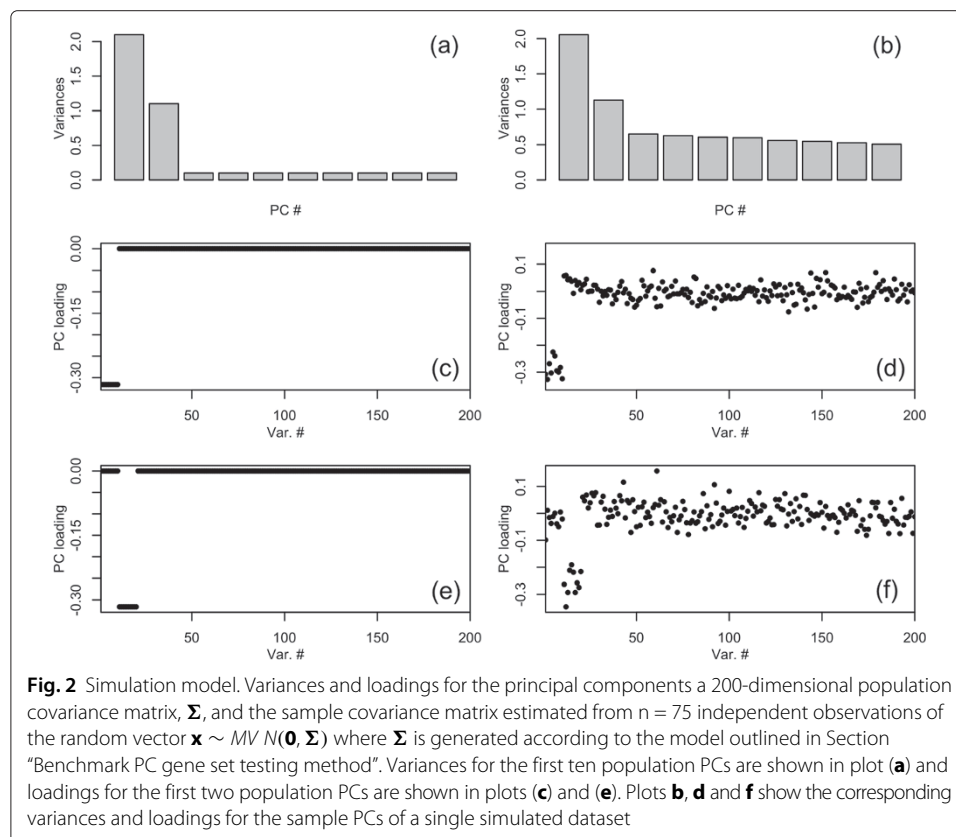 (a)
Variances
0.0 0.5 1.0 1.5 2.0
PC #
(b)
Variances
0.0 0.5 1.0 1.5 2.0
PC #
(c)
PC loading
-0.30 -0.15 0.00
50 100 150 200
Var. #
(d)
PC loading
-0.3 -0.1 0.1
50 100 150 200
Var. #
(e)
PC loading
-0.30 -0.15 0.00
50 100 150 200
Var. #
(f)
PC loading
-0.3 -0.1 0.1
50 100 150 200
Var. #
Fig. 2 Simulation model. Variances and loadings for the principal components a 200-dimensional population
covariance matrix, Σ, and the sample covariance matrix estimated from n = 75 independent observations of
the random vector x ∼ MV N(0, Σ) where Σ is generated according to the model outlined in Section
“Benchmark PC gene set testing method”. Variances for the first ten population PCs are shown in plot (a) and
loadings for the first two population PCs are shown in plots (c) and (e). Plots b, d and f show the corresponding
variances and loadings for the sample PCs of a single simulated dataset